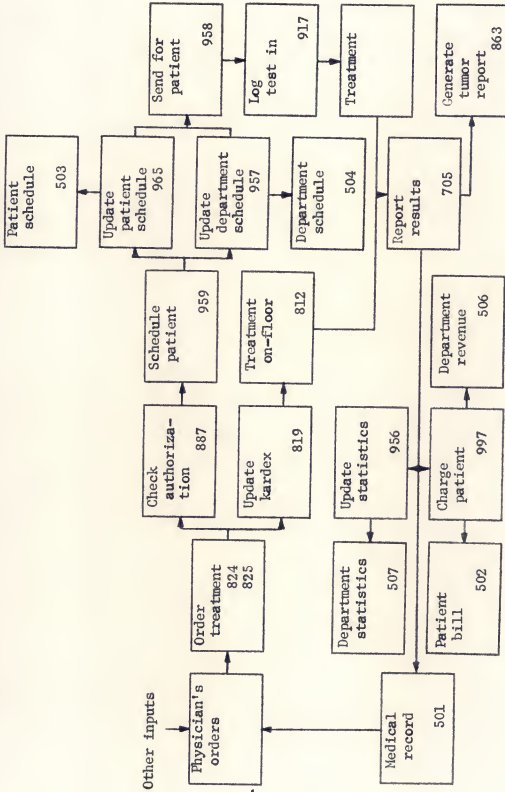 Other inputs
Physician's
orders
Order
treatment
824
825
Check
authoriza-
tion
887
Update
kardex
819
Schedule
patient
959
Treatment
on-floor
812
Patient
schedule
503
Update
patient
schedule
965
Update
department
schedule
957
Department
schedule
504
Send for
patient
958
Log
test in
917
Treatment
Report
results
705
Generate
tumor
report
863
Medical
record
501
Update
statistics
956
Department
statistics
507
Charge
patient
997
Patient
bill
502
Department
revenue
506